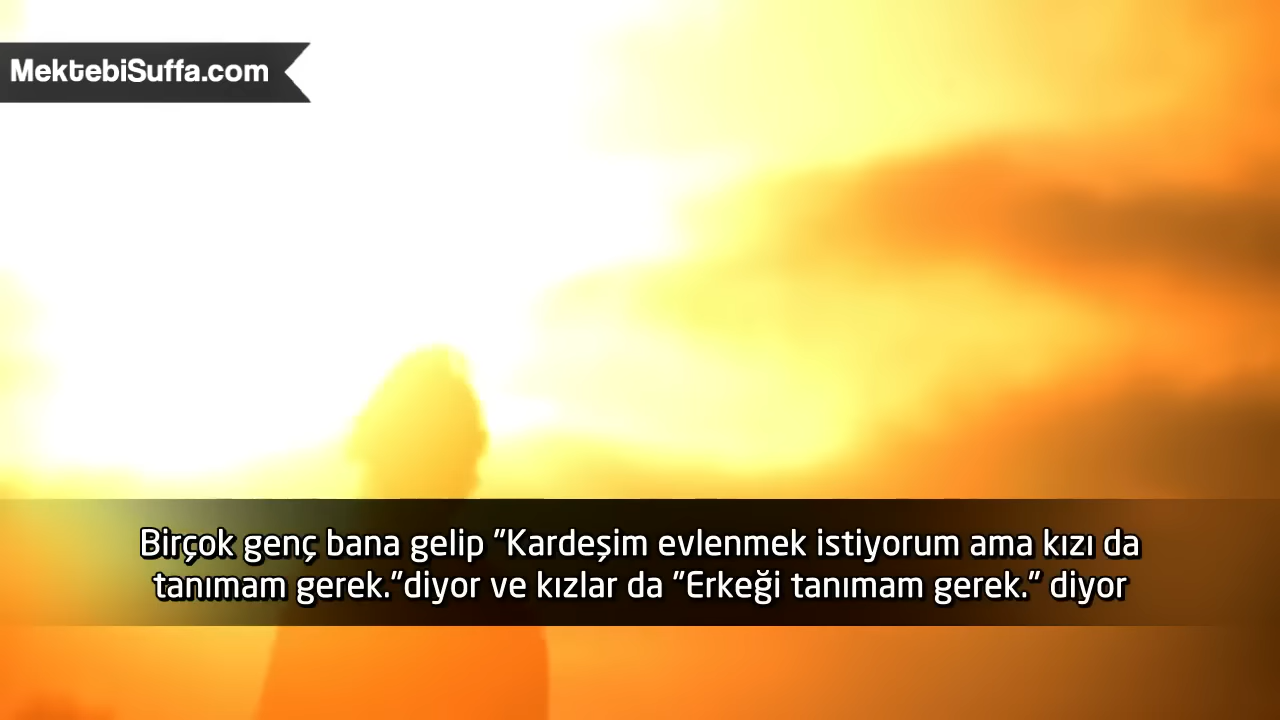 MektebiSuffa.com
Birçok genç bana gelip "Kardeşim evlenmek istiyorum ama kızı da
tanımam gerek."diyor ve kızlar da "Erkeği tanımam gerek." diyor